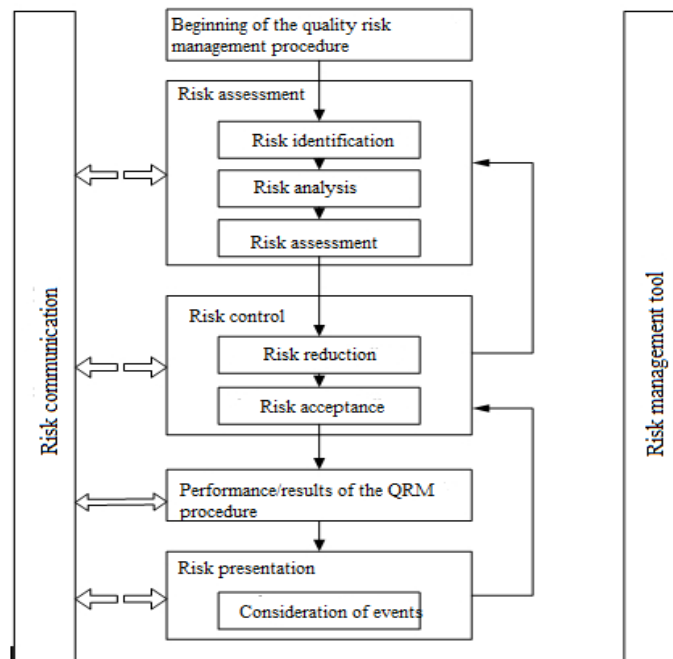 Beginning of the quality risk
management procedure
Risk assessment
Risk identification
Risk analysis
Risk assessment
Risk control
Risk reduction
Risk acceptance
Performance/results of the QRM
procedure
Risk presentation
Consideration of events
Risk communication
Risk management tool